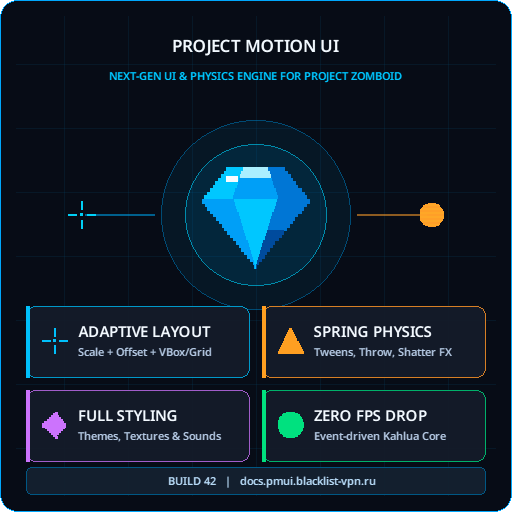 PROJECT MOTION UI
NEXT-GEN UI & PHYSICS ENGINE FOR PROJECT ZOMBOID
ADAPTIVE LAYOUT
Scale + Offset + VBox/Grid
SPRING PHYSICS
Tweens, Throw, Shatter FX
FULL STYLING
Themes, Textures & Sounds
ZERO FPS DROP
Event-driven Kahlua Core
BUILD 42 | docs.pmui.blacklist-vpn.ru